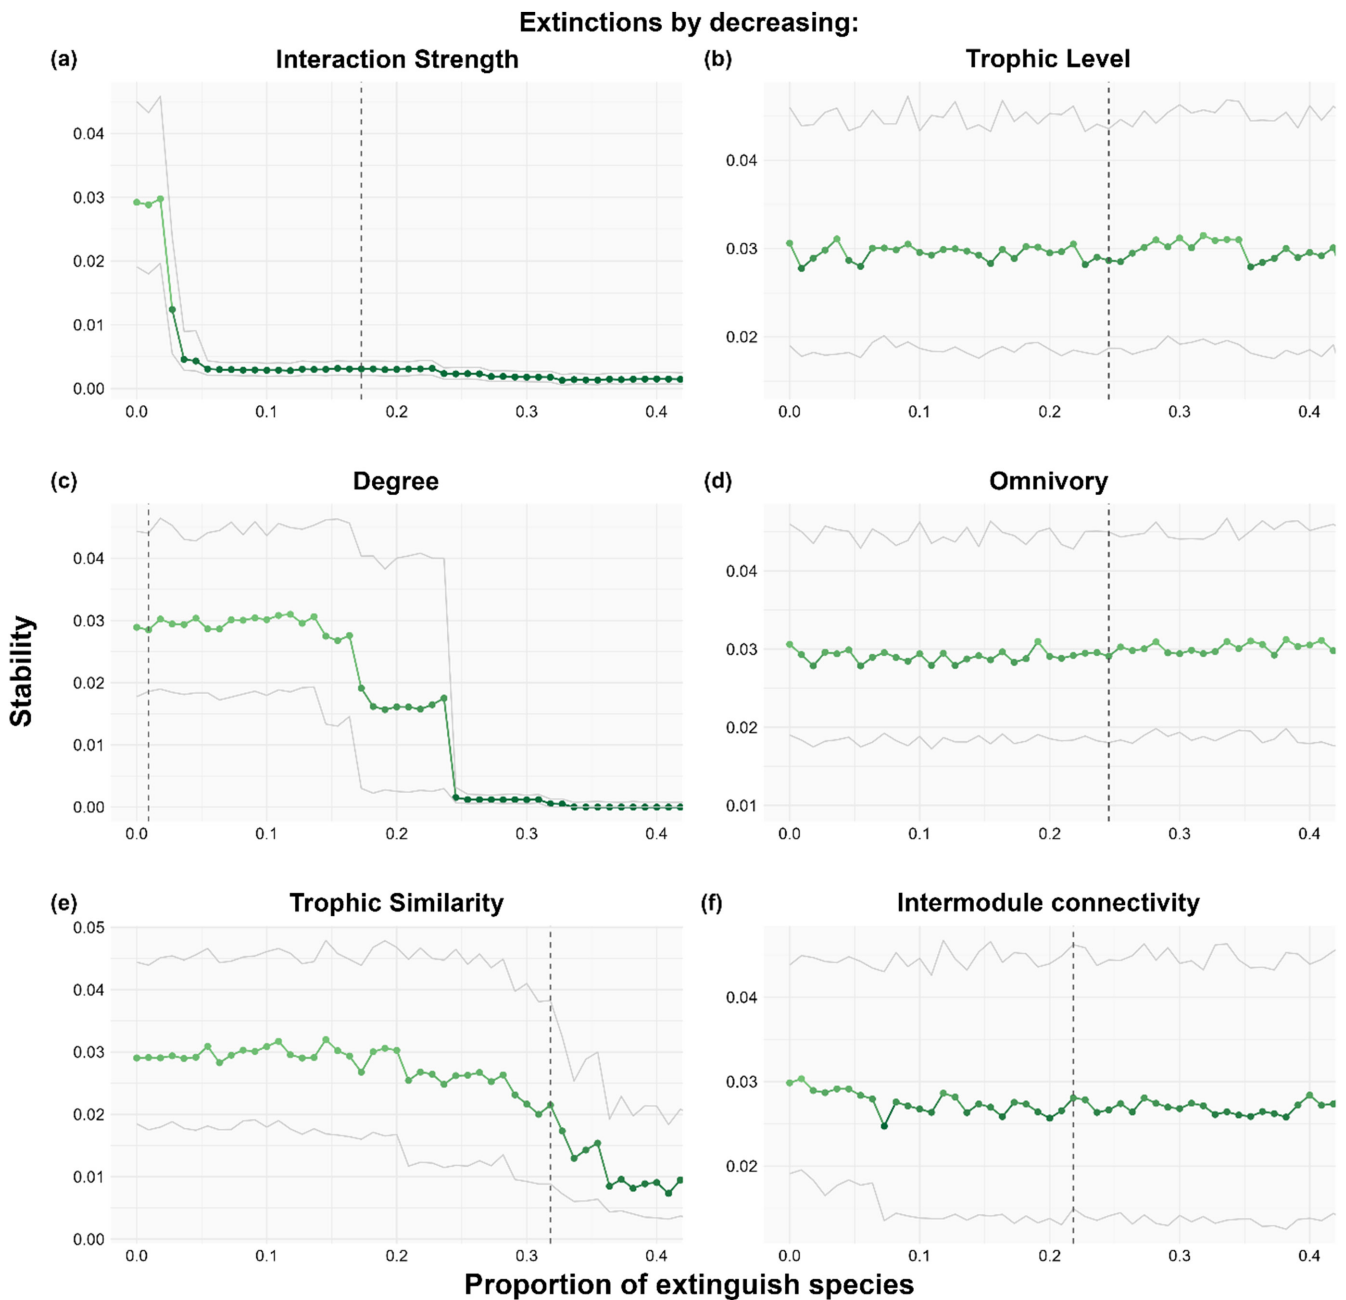 Extinctions by decreasing:
(a) Interaction Strength
0.04
0.03
0.02
0.01
0.00
0.0 0.1 0.2 0.3 0.4
(b) Trophic Level
0.04
0.03
0.02
0.0 0.1 0.2 0.3 0.4
(c) Degree
0.04
0.03
0.02
0.01
0.00
0.0 0.1 0.2 0.3 0.4
(d) Omnivory
0.04
0.03
0.02
0.01
0.0 0.1 0.2 0.3 0.4
(e) Trophic Similarity
0.05
0.04
0.03
0.02
0.01
0.00
0.0 0.1 0.2 0.3 0.4
(f) Intermodule connectivity
0.04
0.03
0.02
0.0 0.1 0.2 0.3 0.4
Stability
Proportion of extinguish species